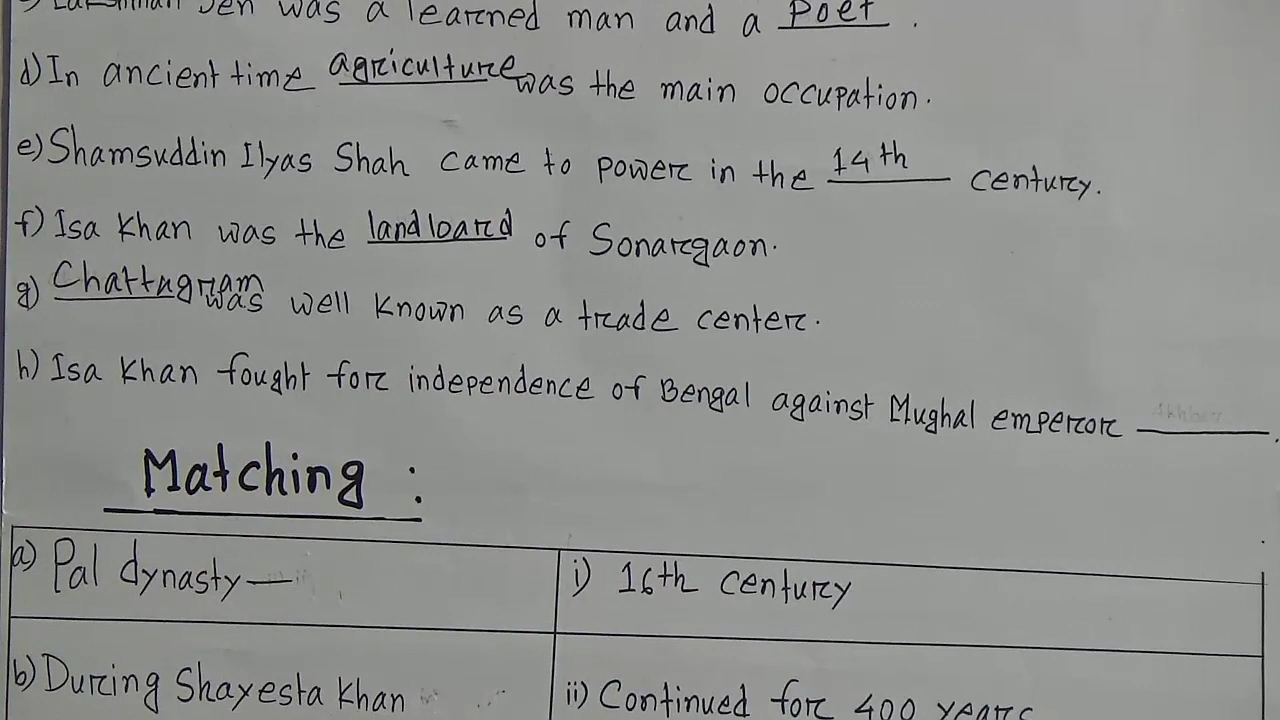 Sen was a learned man and a Poet.
d) In ancient time agriculture was the main occupation.
e) Shamsuddin Ilyas Shah came to power in the 14th century.
f) Isa Khan was the landloard of Sonargaon.
g) Chattagram was well known as a trade center.
h) Isa Khan fought for independence of Bengal against Mughal emperor ______.
Matching :
a) Pal dynasty—
i) 16th century
b) During Shayesta Khan
ii) Continued for 400 years